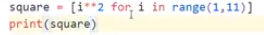 square = [i**2 for i in range(1,11)]
print(square)